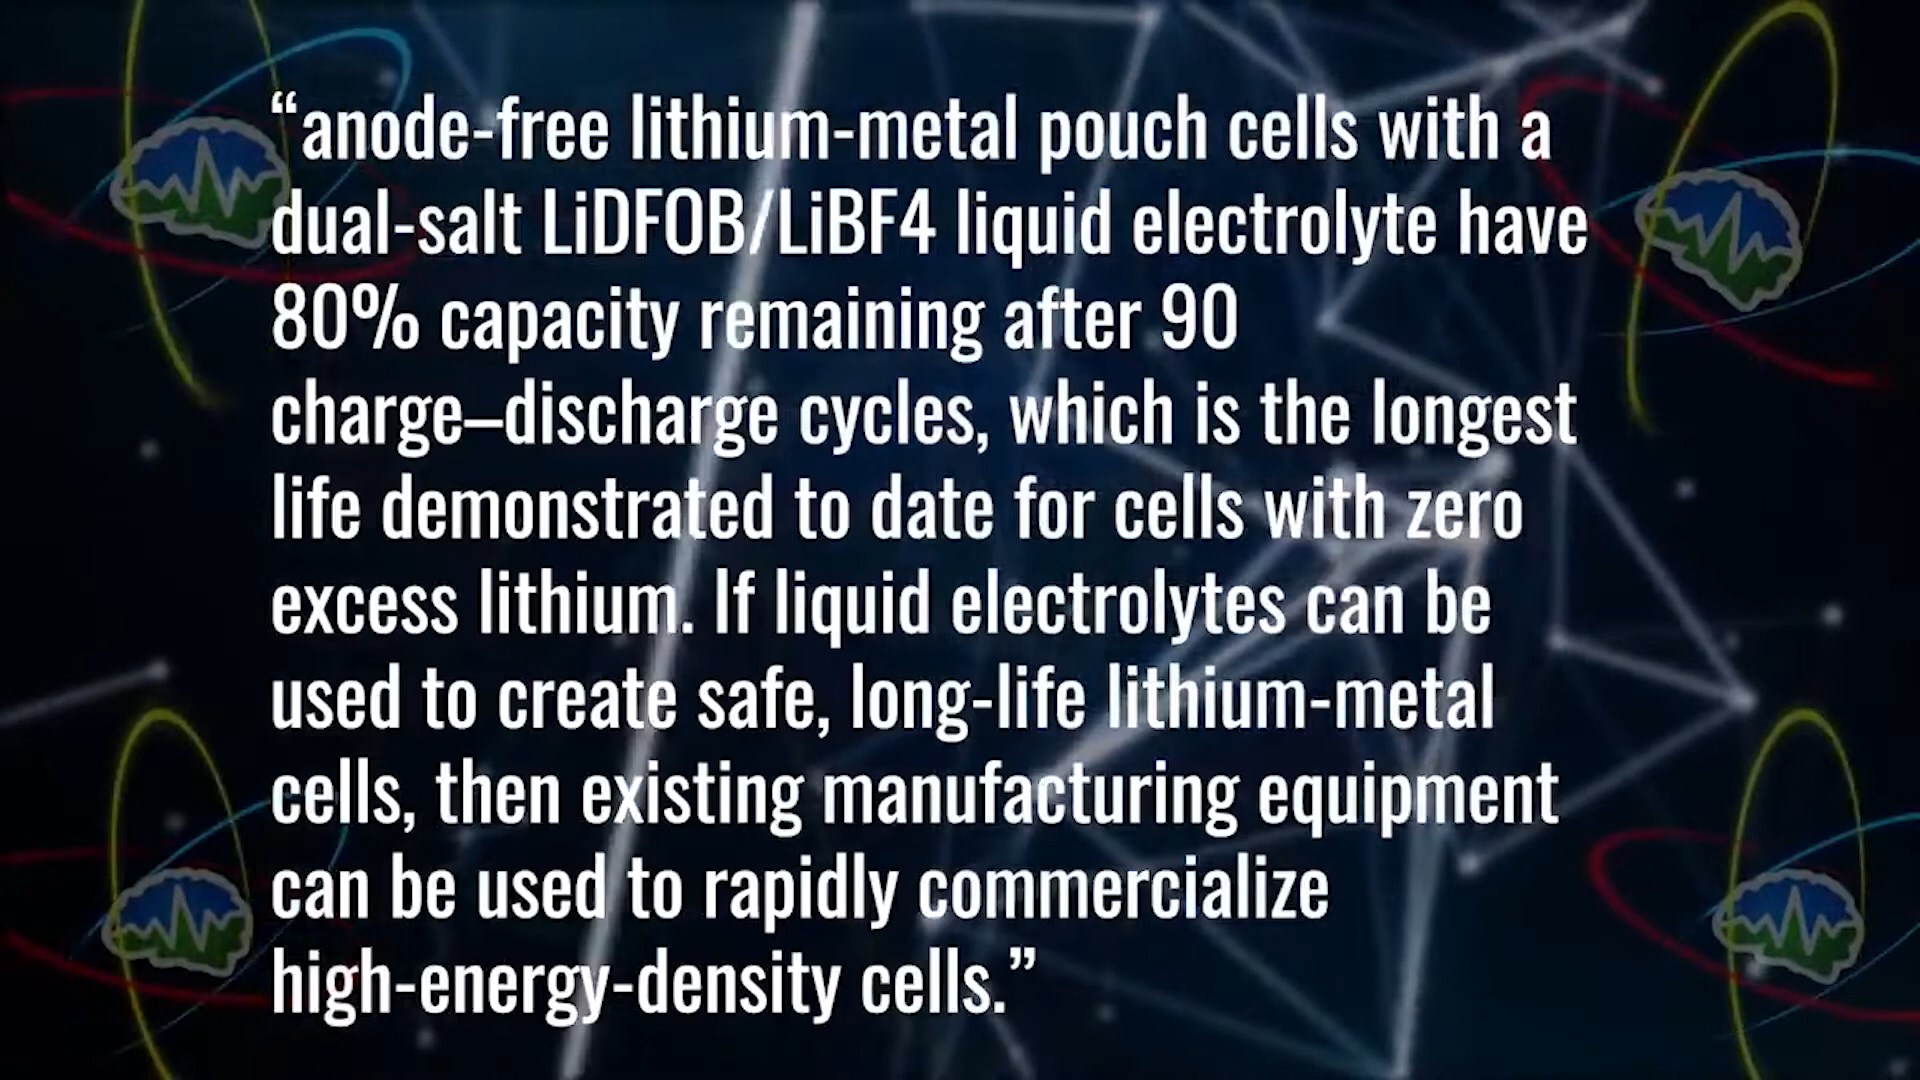 “anode-free lithium-metal pouch cells with a
dual-salt LiDFOB/LiBF4 liquid electrolyte have
80% capacity remaining after 90
charge–discharge cycles, which is the longest
life demonstrated to date for cells with zero
excess lithium. If liquid electrolytes can be
used to create safe, long-life lithium-metal
cells, then existing manufacturing equipment
can be used to rapidly commercialize
high-energy-density cells.”